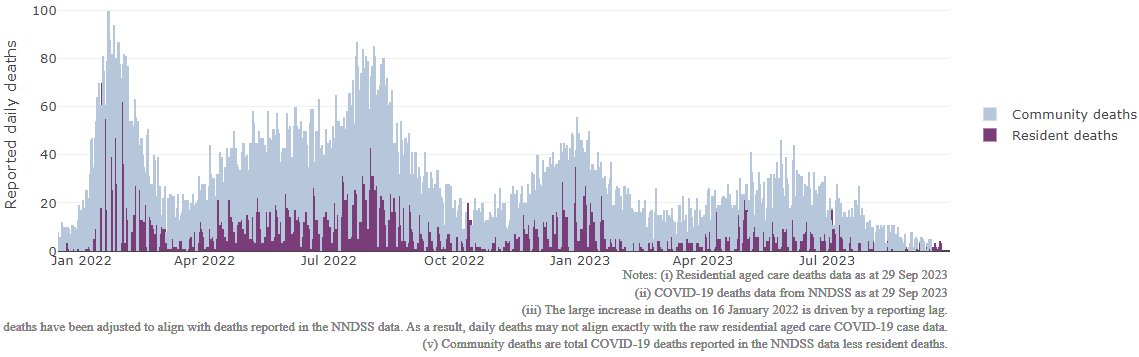 100
80
60
40
20
0
Reported daily deaths
Jan 2022 Apr 2022 Jul 2022 Oct 2022 Jan 2023 Apr 2023 Jul 2023
Community deaths
Resident deaths
Notes: (i) Residential aged care deaths data as at 29 Sep 2023
(ii) COVID-19 deaths data from NNDSS as at 29 Sep 2023
(iii) The large increase in deaths on 16 January 2022 is driven by a reporting lag.
deaths have been adjusted to align with deaths reported in the NNDSS data. As a result, daily deaths may not align exactly with the raw residential aged care COVID-19 case data.
(v) Community deaths are total COVID-19 deaths reported in the NNDSS data less resident deaths.